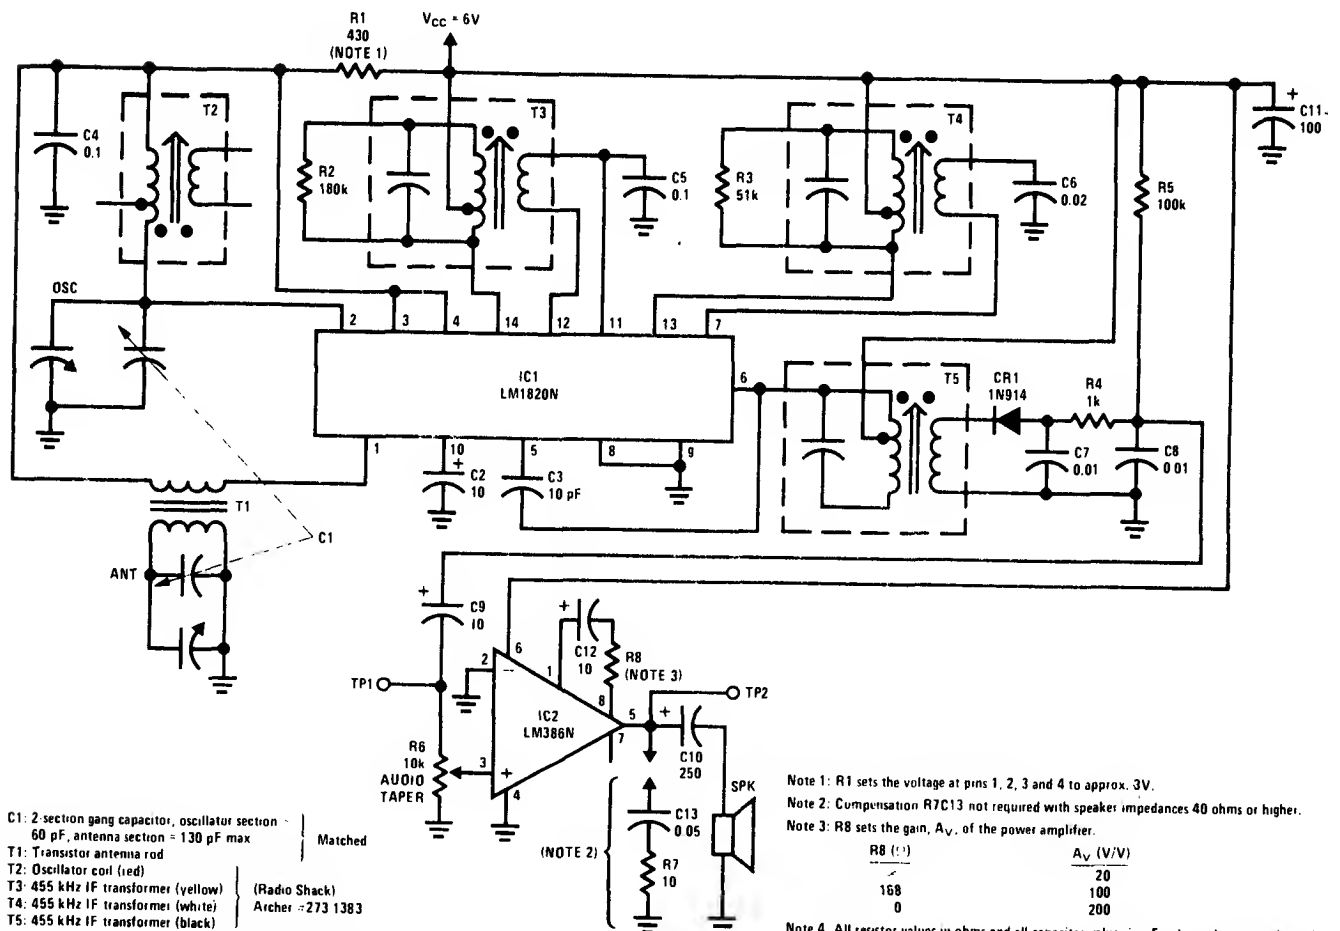 R1
430
(NOTE 1)
VCC = 6V
T2
T3
T4
C4
0.1
R2
180k
C5
0.1
R3
51k
C6
0.02
R5
100k
+
C11
100
OSC
2
3
4
14
12
11
13
7
IC1
LM1820N
6
T5
CR1
1N914
R4
1k
C7
0.01
C8
0 01
1
10
5
8
9
+
C2
10
C3
10 pF
T1
C1
ANT
+
C9
10
+
C12
10
R8
(NOTE 3)
TP1
TP2
2
6
1
8
5
7
3
4
−
+
IC2
LM386N
R6
10k
AUDIO
TAPER
+
C10
250
SPK
C13
0 05
(NOTE 2)
R7
10
C1: 2-section gang capacitor, oscillator section
60 pF, antenna section = 130 pF max
Matched
T1: Transistor antenna rod
T2: Oscillator coil (red)
T3: 455 kHz IF transformer (yellow)
T4: 455 kHz IF transformer (white)
T5: 455 kHz IF transformer (black)
(Radio Shack)
Archer =273 1383
Note 1: R1 sets the voltage at pins 1, 2, 3 and 4 to approx. 3V.
Note 2: Compensation R7C13 not required with speaker impedances 40 ohms or higher.
Note 3: R8 sets the gain, AV, of the power amplifier.
R8 (Ω) AV (V/V)
20
168 100
0 200
Note 4 All resistor values in ohms and all capacitor